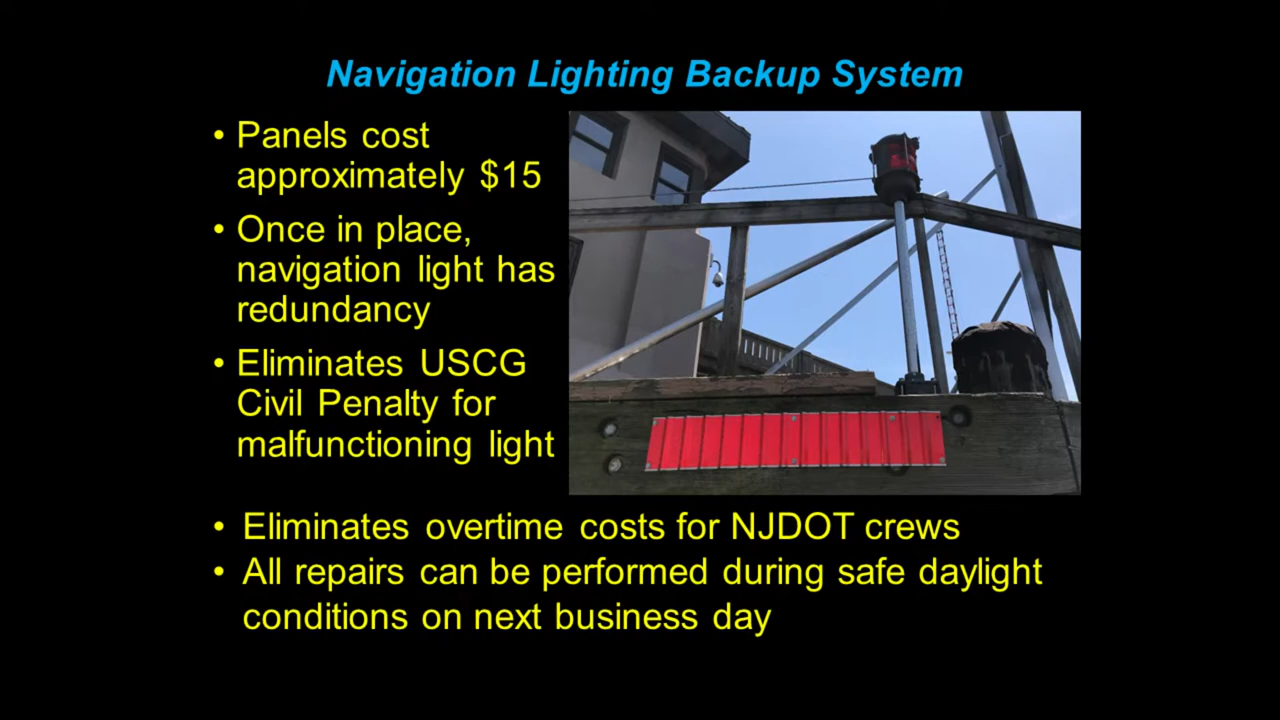 Navigation Lighting Backup System
• Panels cost
approximately $15
• Once in place,
navigation light has
redundancy
• Eliminates USCG
Civil Penalty for
malfunctioning light
• Eliminates overtime costs for NJDOT crews
• All repairs can be performed during safe daylight
conditions on next business day